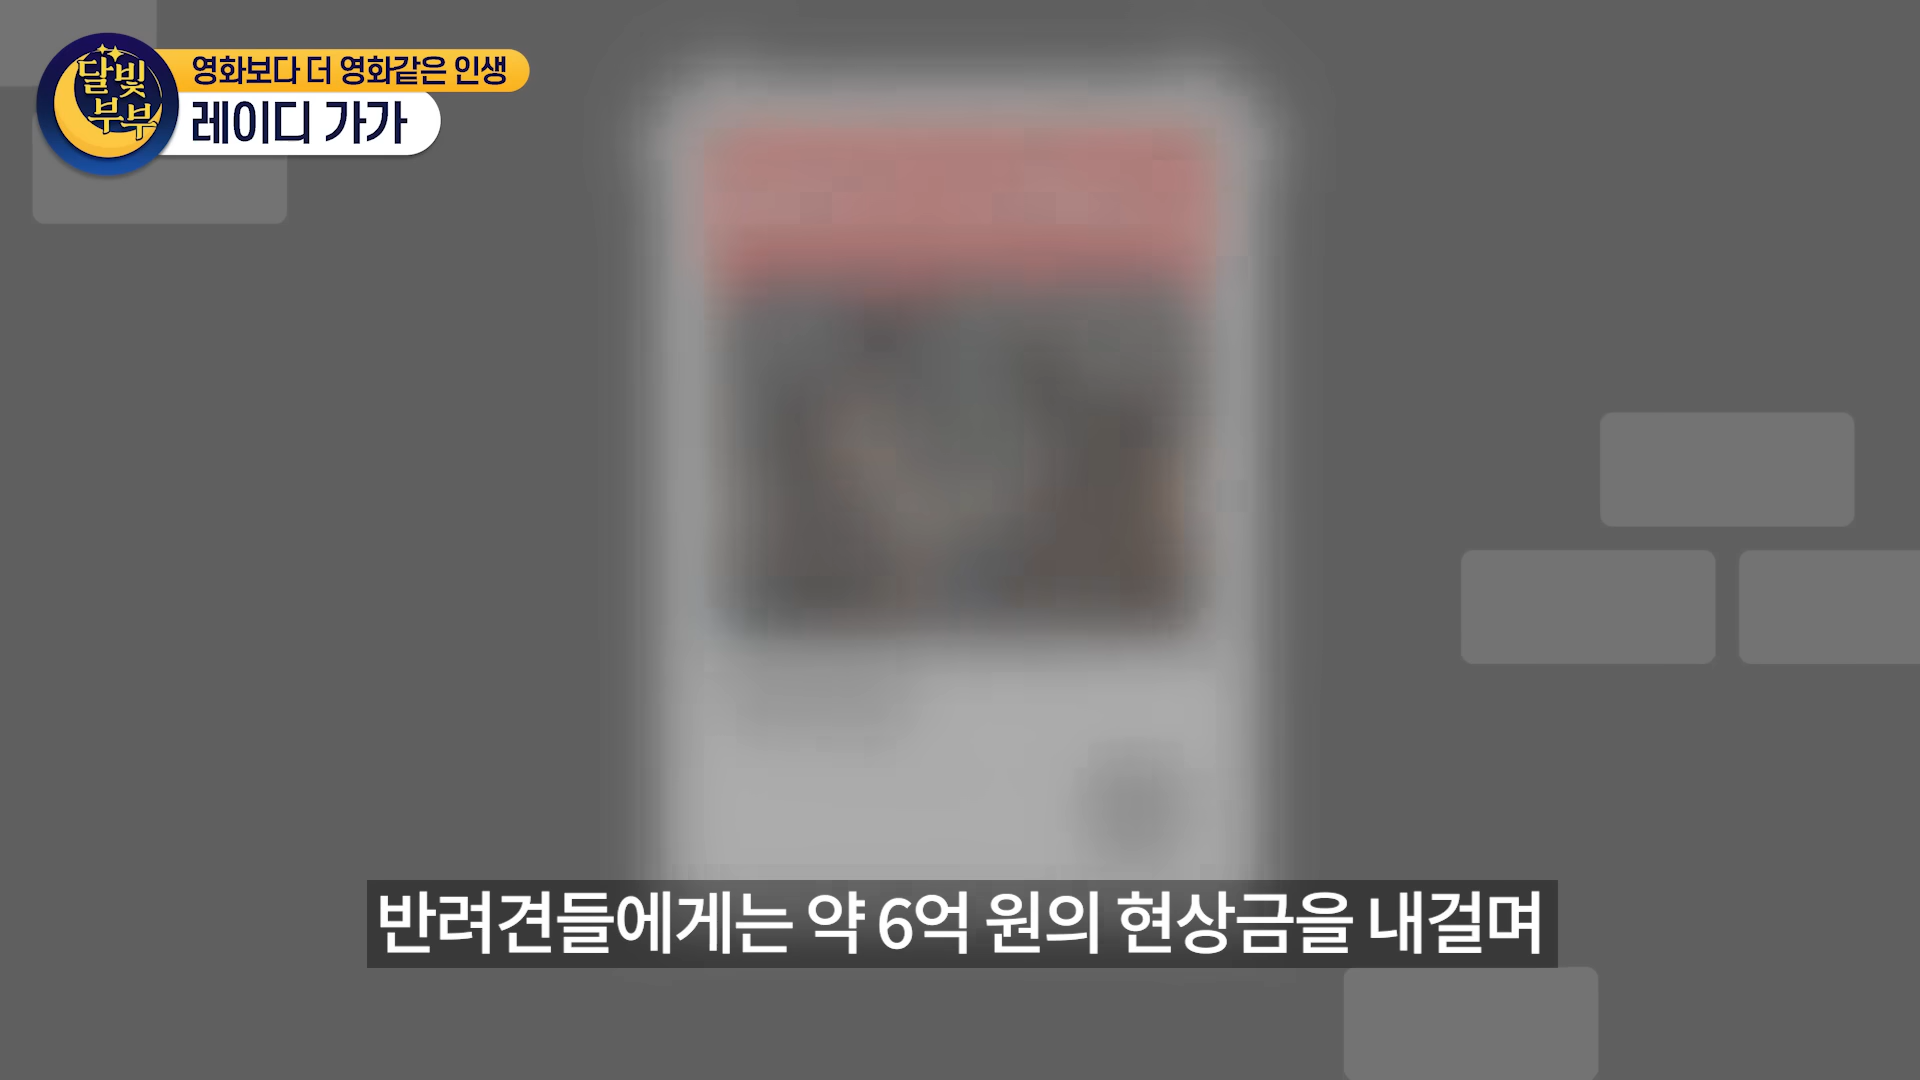 달빛
부부
영화보다 더 영화같은 인생
레이디 가가
반려견들에게는 약 6억 원의 현상금을 내걸며